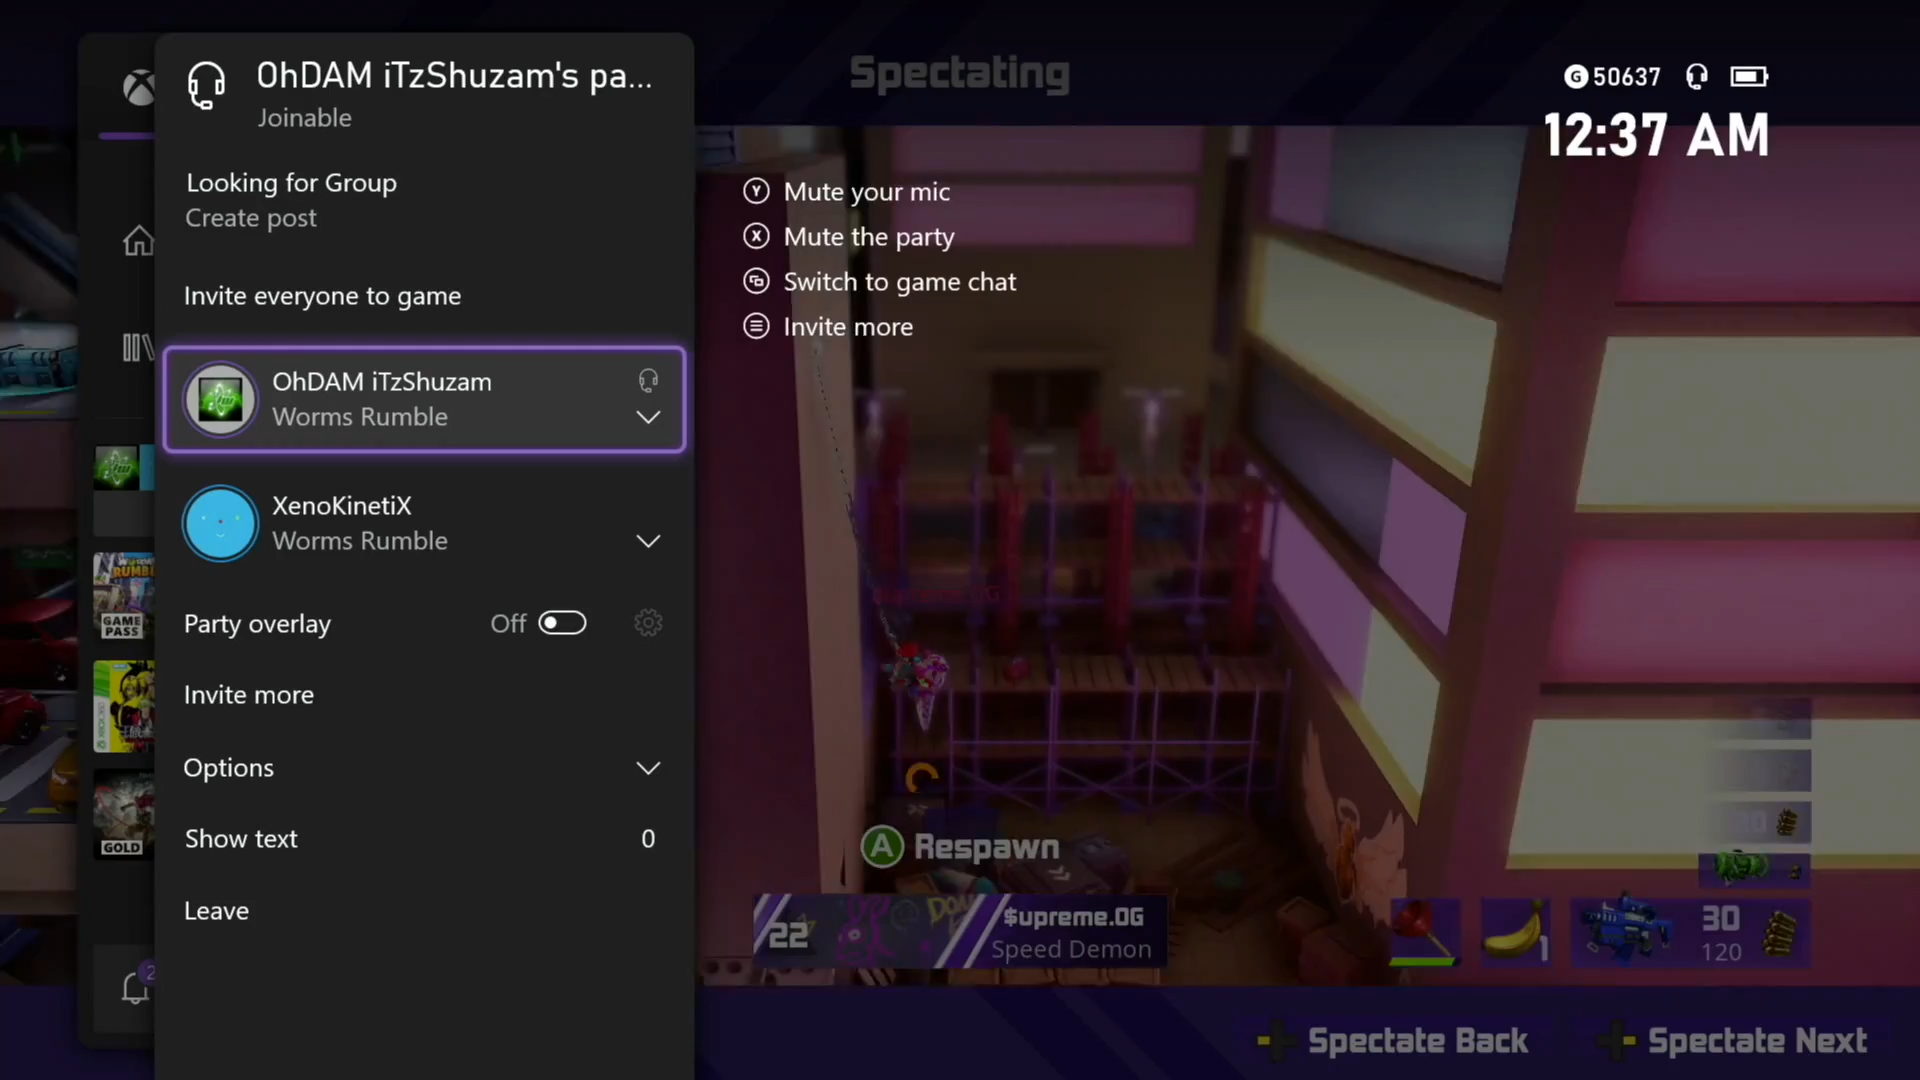 OhDAM iTzShuzam's pa...
Joinable
Looking for Group
Create post
Invite everyone to game
OhDAM iTzShuzam
Worms Rumble
XenoKinetiX
Worms Rumble
Party overlay
Off
Invite more
Options
Show text
0
Leave
RUMBLE
GAME PASS
GOLD
2
Spectating
Y Mute your mic
X Mute the party
Switch to game chat
Invite more
G 50637
12:37 AM
A Respawn
22
$upreme.OG
Speed Demon
1
30
120
Spectate Back
Spectate Next